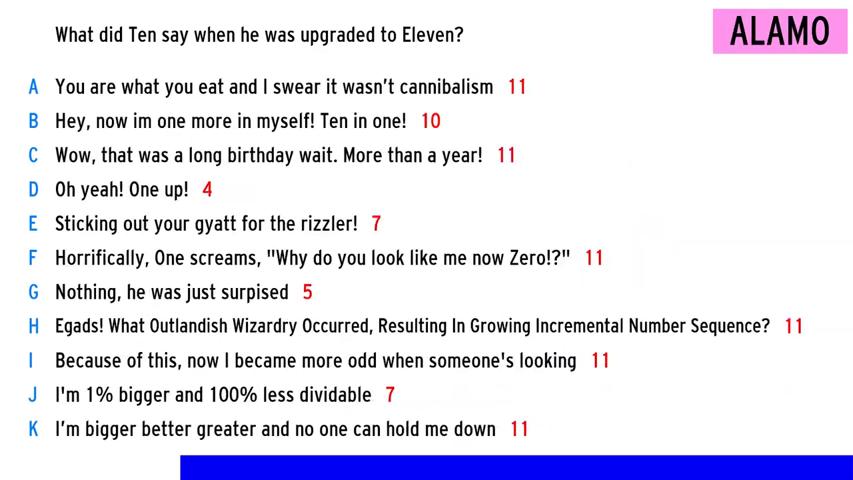 What did Ten say when he was upgraded to Eleven?
ALAMO
A You are what you eat and I swear it wasn't cannibalism 11
B Hey, now im one more in myself! Ten in one! 10
C Wow, that was a long birthday wait. More than a year! 11
D Oh yeah! One up! 4
E Sticking out your gyatt for the rizzler! 7
F Horrifically, One screams, "Why do you look like me now Zero!?" 11
G Nothing, he was just surpised 5
H Egads! What Outlandish Wizardry Occurred, Resulting In Growing Incremental Number Sequence? 11
I Because of this, now I became more odd when someone's looking 11
J I'm 1% bigger and 100% less dividable 7
K I'm bigger better greater and no one can hold me down 11